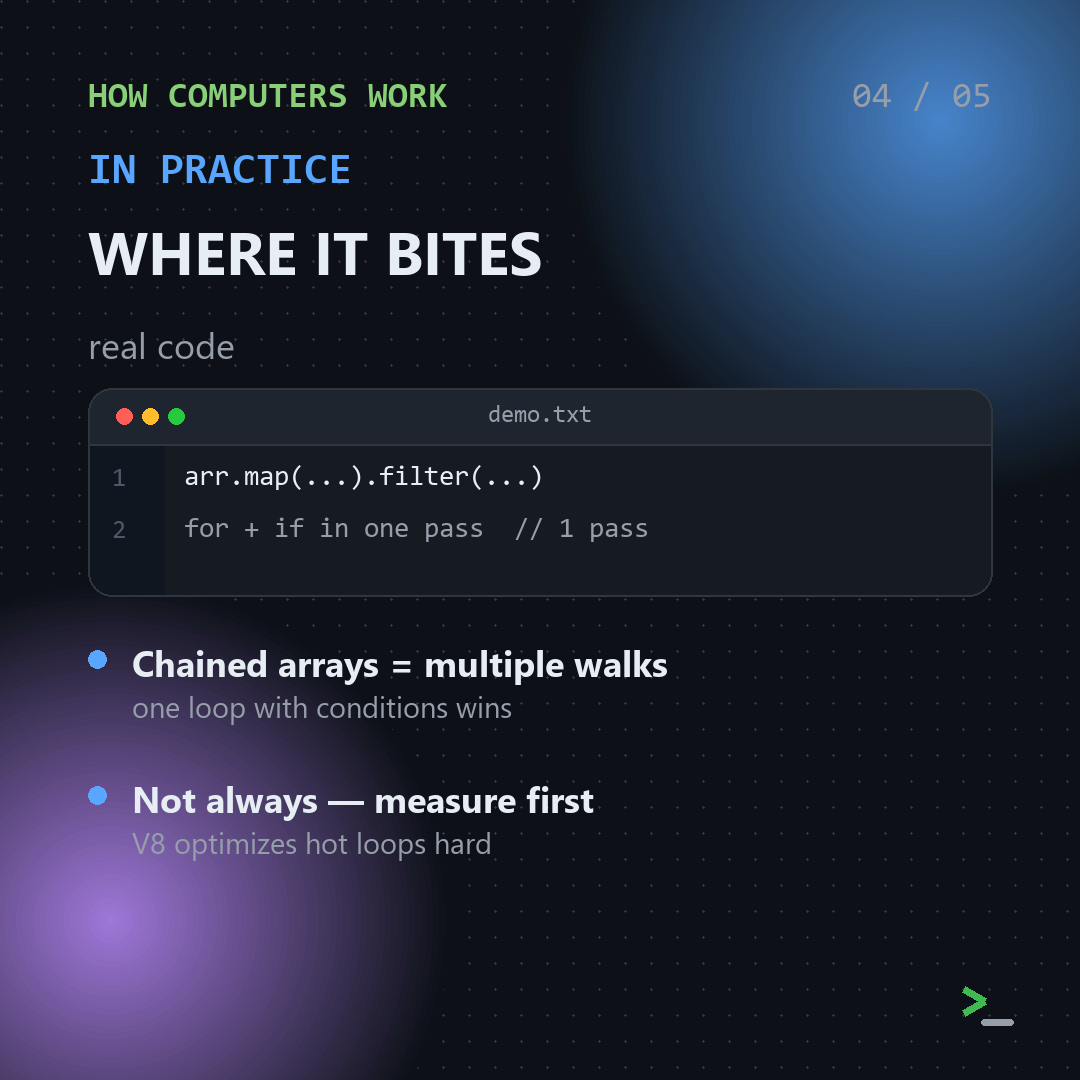 HOW COMPUTERS WORK
04 / 05
IN PRACTICE
WHERE IT BITES
real code
demo.txt
1 arr.map(...).filter(...)
2 for + if in one pass  // 1 pass
Chained arrays = multiple walks
one loop with conditions wins
Not always — measure first
V8 optimizes hot loops hard
>_